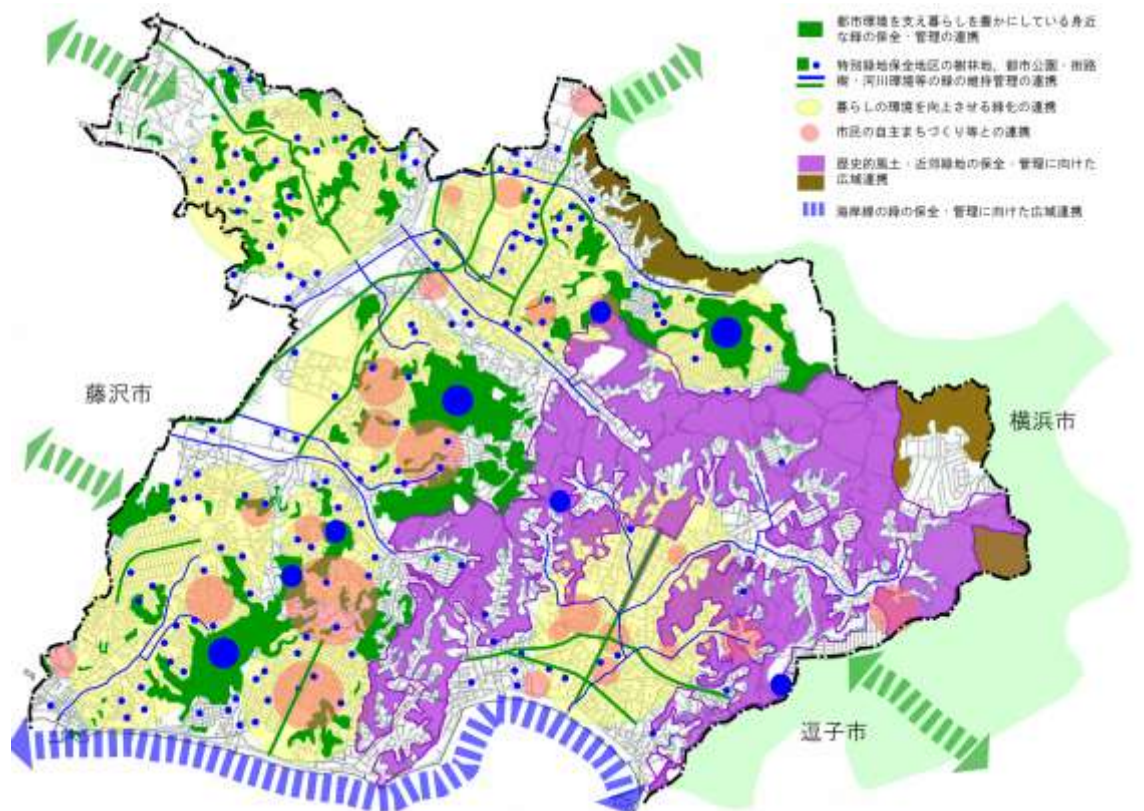 都市環境を支え暮らしを豊かにしている身近
な緑の保全・管理の連携
特別緑地保全地区の樹林地、都市公園・街路
樹・河川環境等の緑の維持管理の連携
暮らしの環境を向上させる緑化の連携
市民の自主まちづくり等との連携
歴史的風土・近郊緑地の保全・管理に向けた
広域連携
海岸線の緑の保全・管理に向けた広域連携
藤沢市
横浜市
逗子市